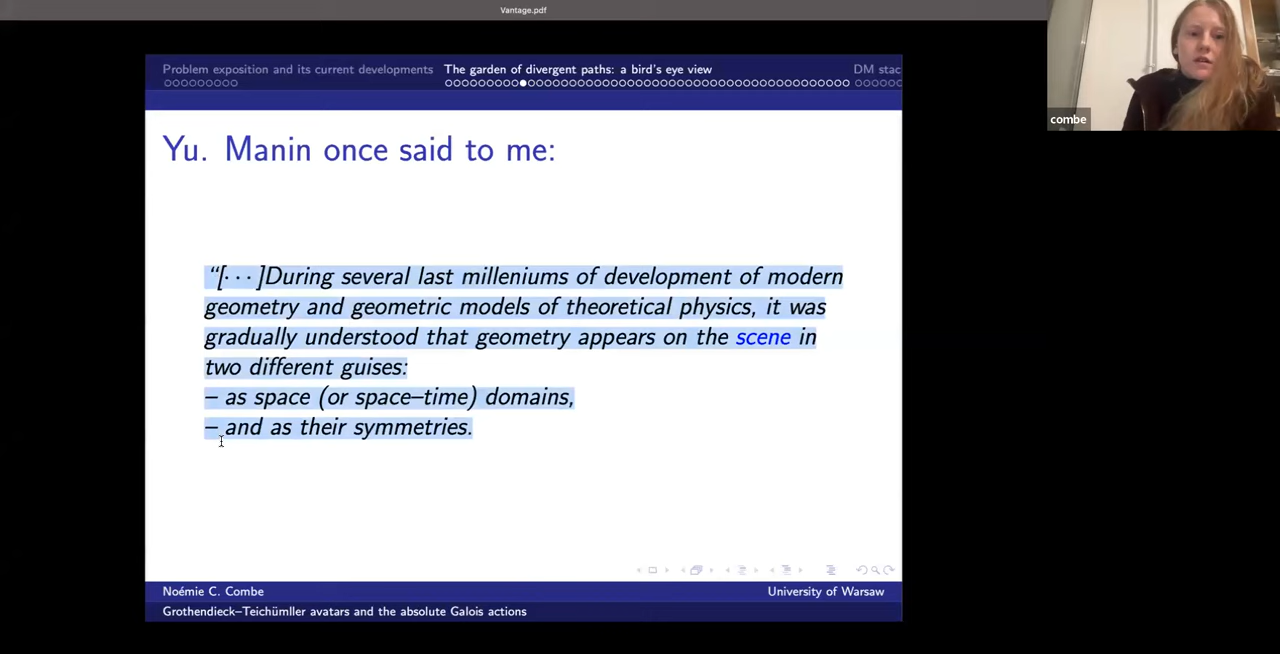 Vantage.pdf
Problem exposition and its current developments
The garden of divergent paths: a bird's eye view
DM stac
combe
Yu. Manin once said to me:
“[···]During several last milleniums of development of modern
geometry and geometric models of theoretical physics, it was
gradually understood that geometry appears on the scene in
two different guises:
– as space (or space–time) domains,
– and as their symmetries.
Noémie C. Combe
University of Warsaw
Grothendieck–Teichümller avatars and the absolute Galois actions